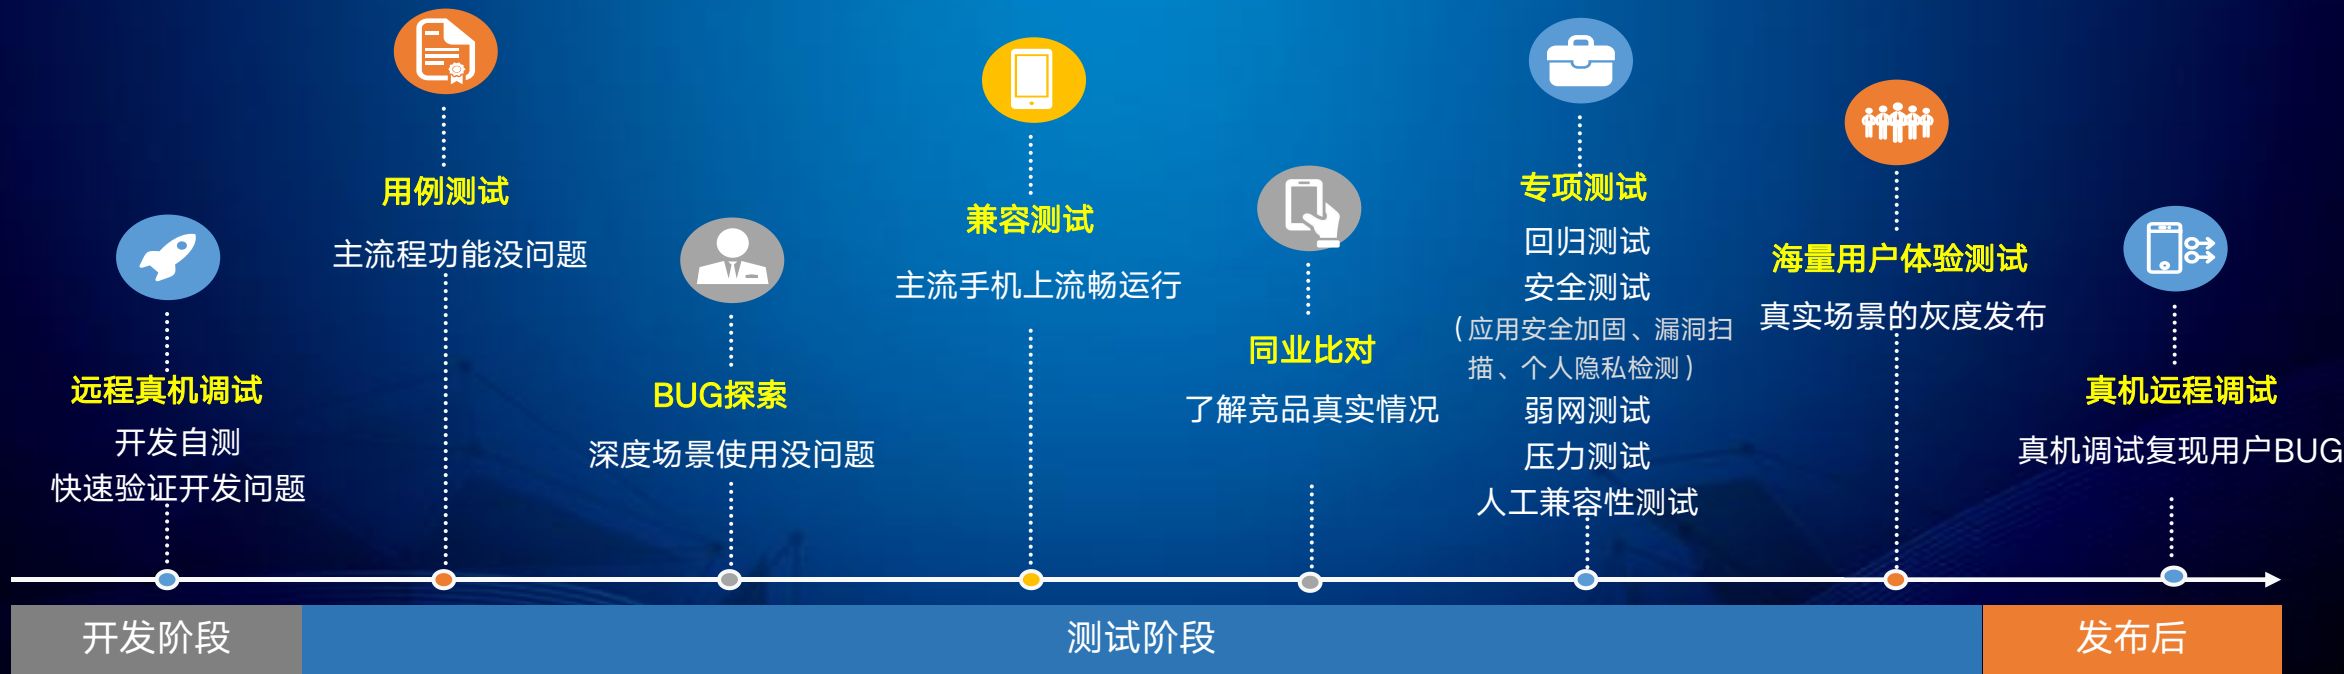 远程真机调试
开发自测
快速验证开发问题
用例测试
主流程功能没问题
BUG探索
深度场景使用没问题
兼容测试
主流手机上流畅运行
同业比对
了解竞品真实情况
专项测试
回归测试
安全测试
(应用安全加固、漏洞扫
描、个人隐私检测)
弱网测试
压力测试
人工兼容性测试
海量用户体验测试
真实场景的灰度发布
真机远程调试
真机调试复现用户BUG
开发阶段
测试阶段
发布后